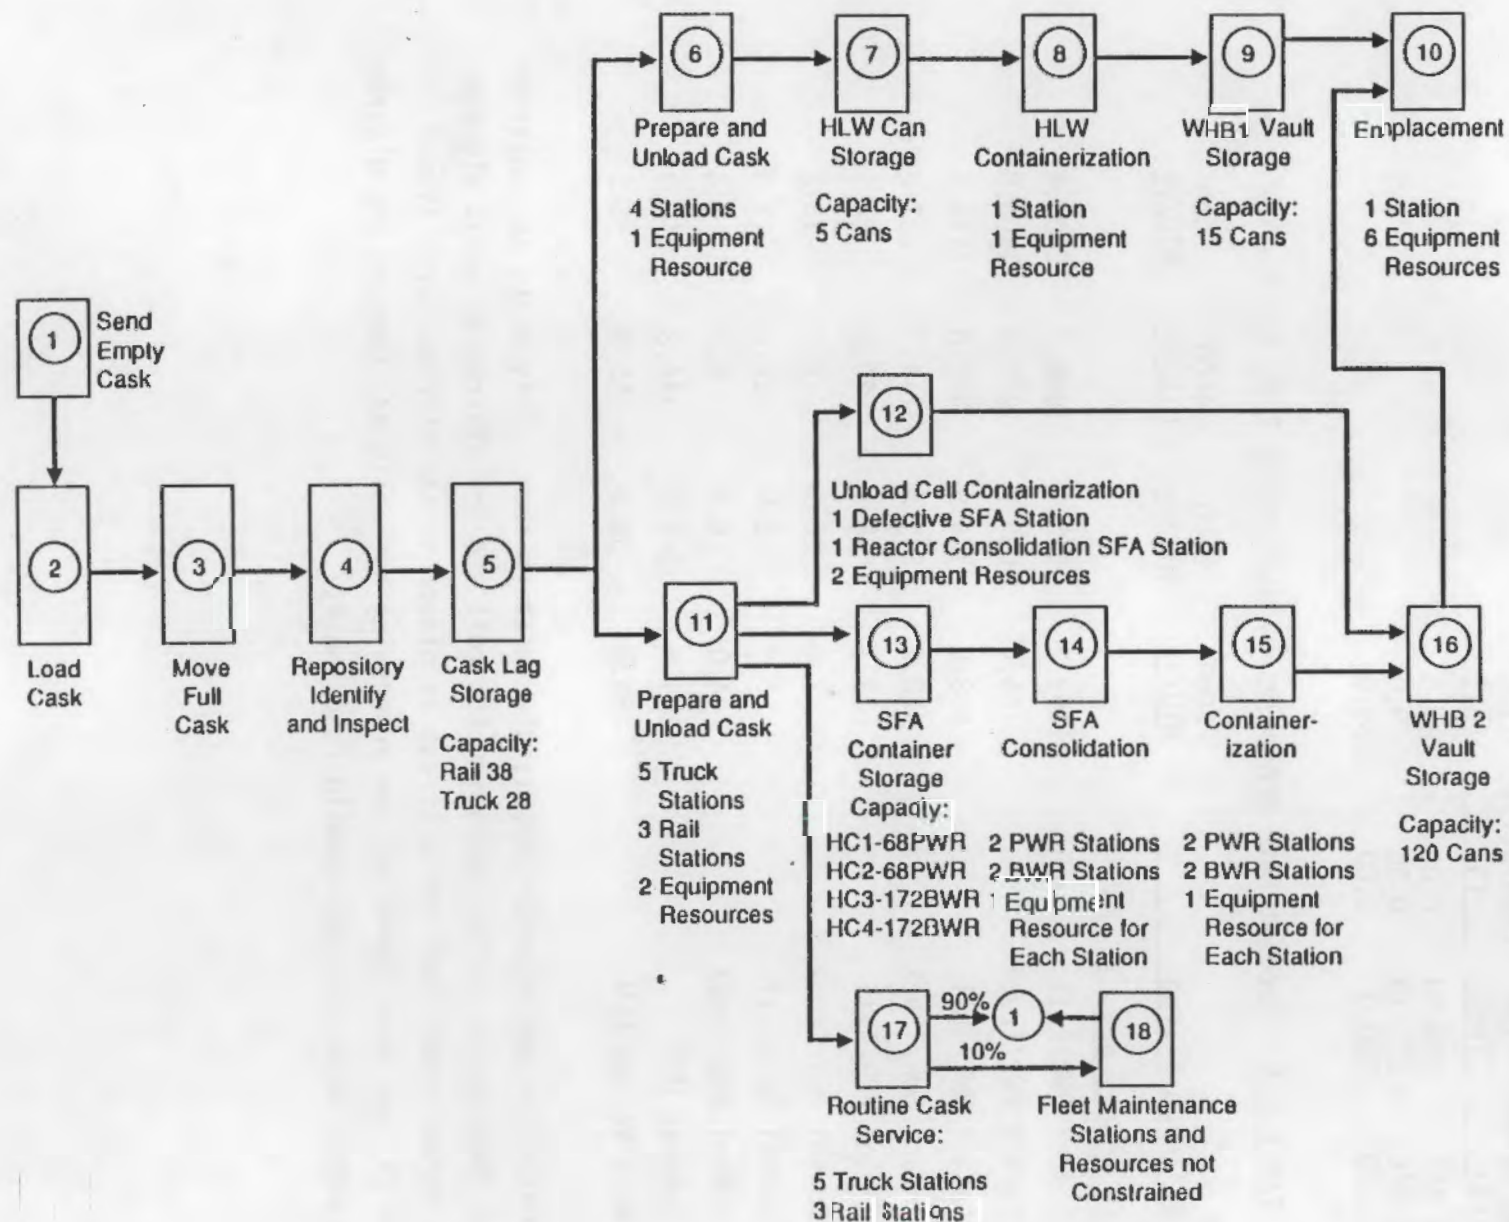 6
7
8
9
10
Prepare and
Unload Cask
4 Stations
1 Equipment
Resource
HLW Can
Storage
Capacity:
5 Cans
HLW
Containerization
1 Station
1 Equipment
Resource
WHB1 Vault
Storage
Capacity:
15 Cans
Emplacement
1 Station
6 Equipment
Resources
1
Send
Empty
Cask
2
Load
Cask
3
Move
Full
Cask
4
Repository
Identify
and Inspect
5
Cask Lag
Storage
Capacity:
Rail 38
Truck 28
11
Prepare and
Unload Cask
5 Truck
Stations
3 Rail
Stations
2 Equipment
Resources
12
Unload Cell Containerization
1 Defective SFA Station
1 Reactor Consolidation SFA Station
2 Equipment Resources
13
SFA
Container
Storage
Capacity:
HC1-68PWR
HC2-68PWR
HC3-172BWR
HC4-172BWR
14
SFA
Consolidation
2 PWR Stations
2 BWR Stations
1 Equipment
Resource for
Each Station
15
Container-
ization
2 PWR Stations
2 BWR Stations
1 Equipment
Resource for
Each Station
16
WHB 2
Vault
Storage
Capacity:
120 Cans
17
90%
10%
1
18
Routine Cask
Service:
5 Truck Stations
3 Rail Stations
Fleet Maintenance
Stations and
Resources not
Constrained